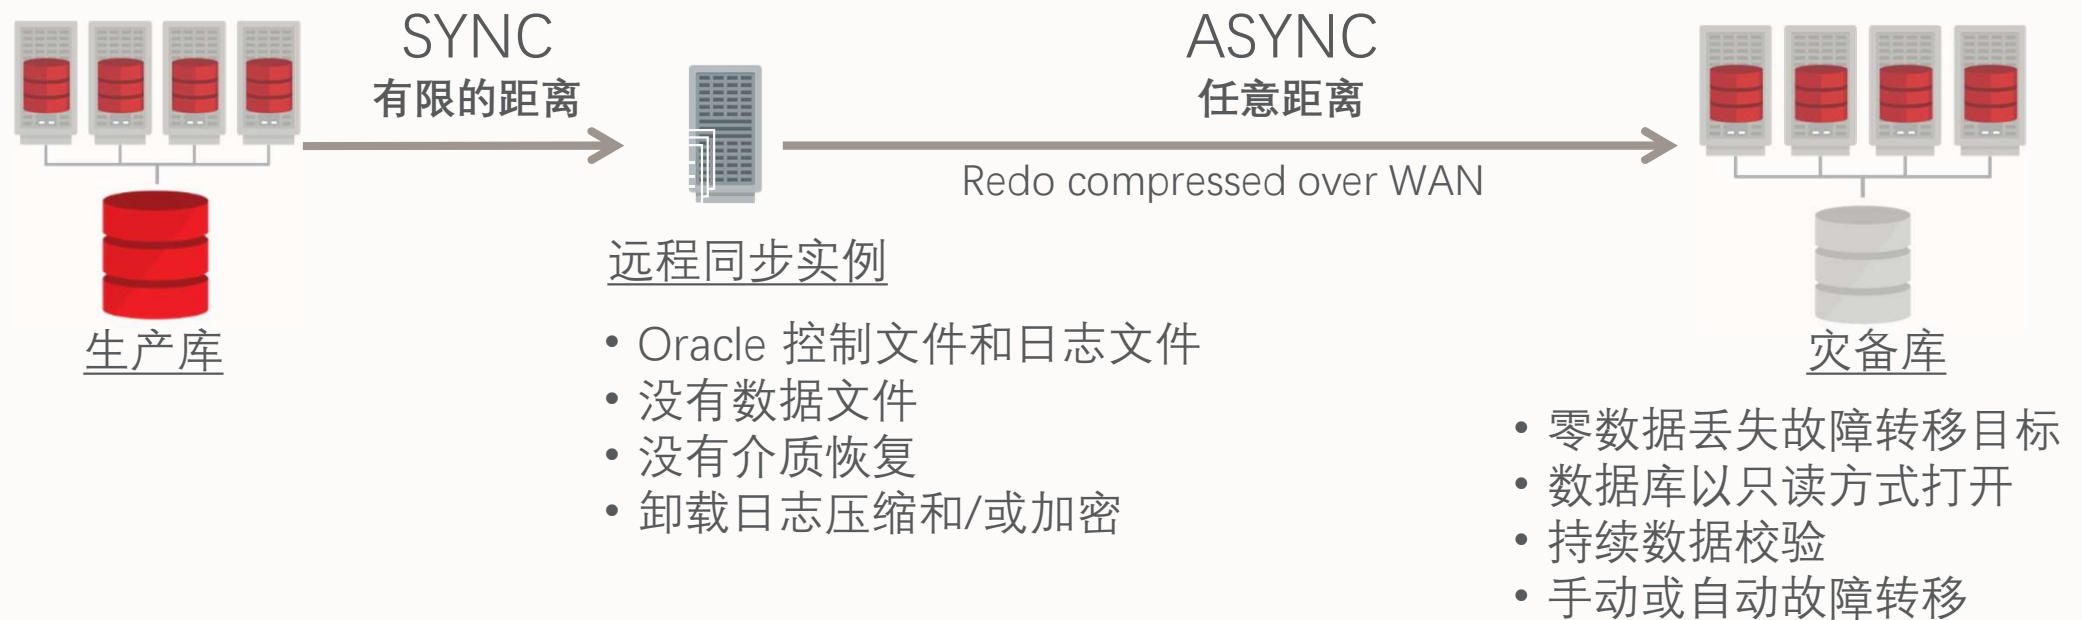 SYNC
有限的距离
ASYNC
任意距离
Redo compressed over WAN
生产库
远程同步实例
• Oracle 控制文件和日志文件
• 没有数据文件
• 没有介质恢复
• 卸载日志压缩和/或加密
灾备库
• 零数据丢失故障转移目标
• 数据库以只读方式打开
• 持续数据校验
• 手动或自动故障转移